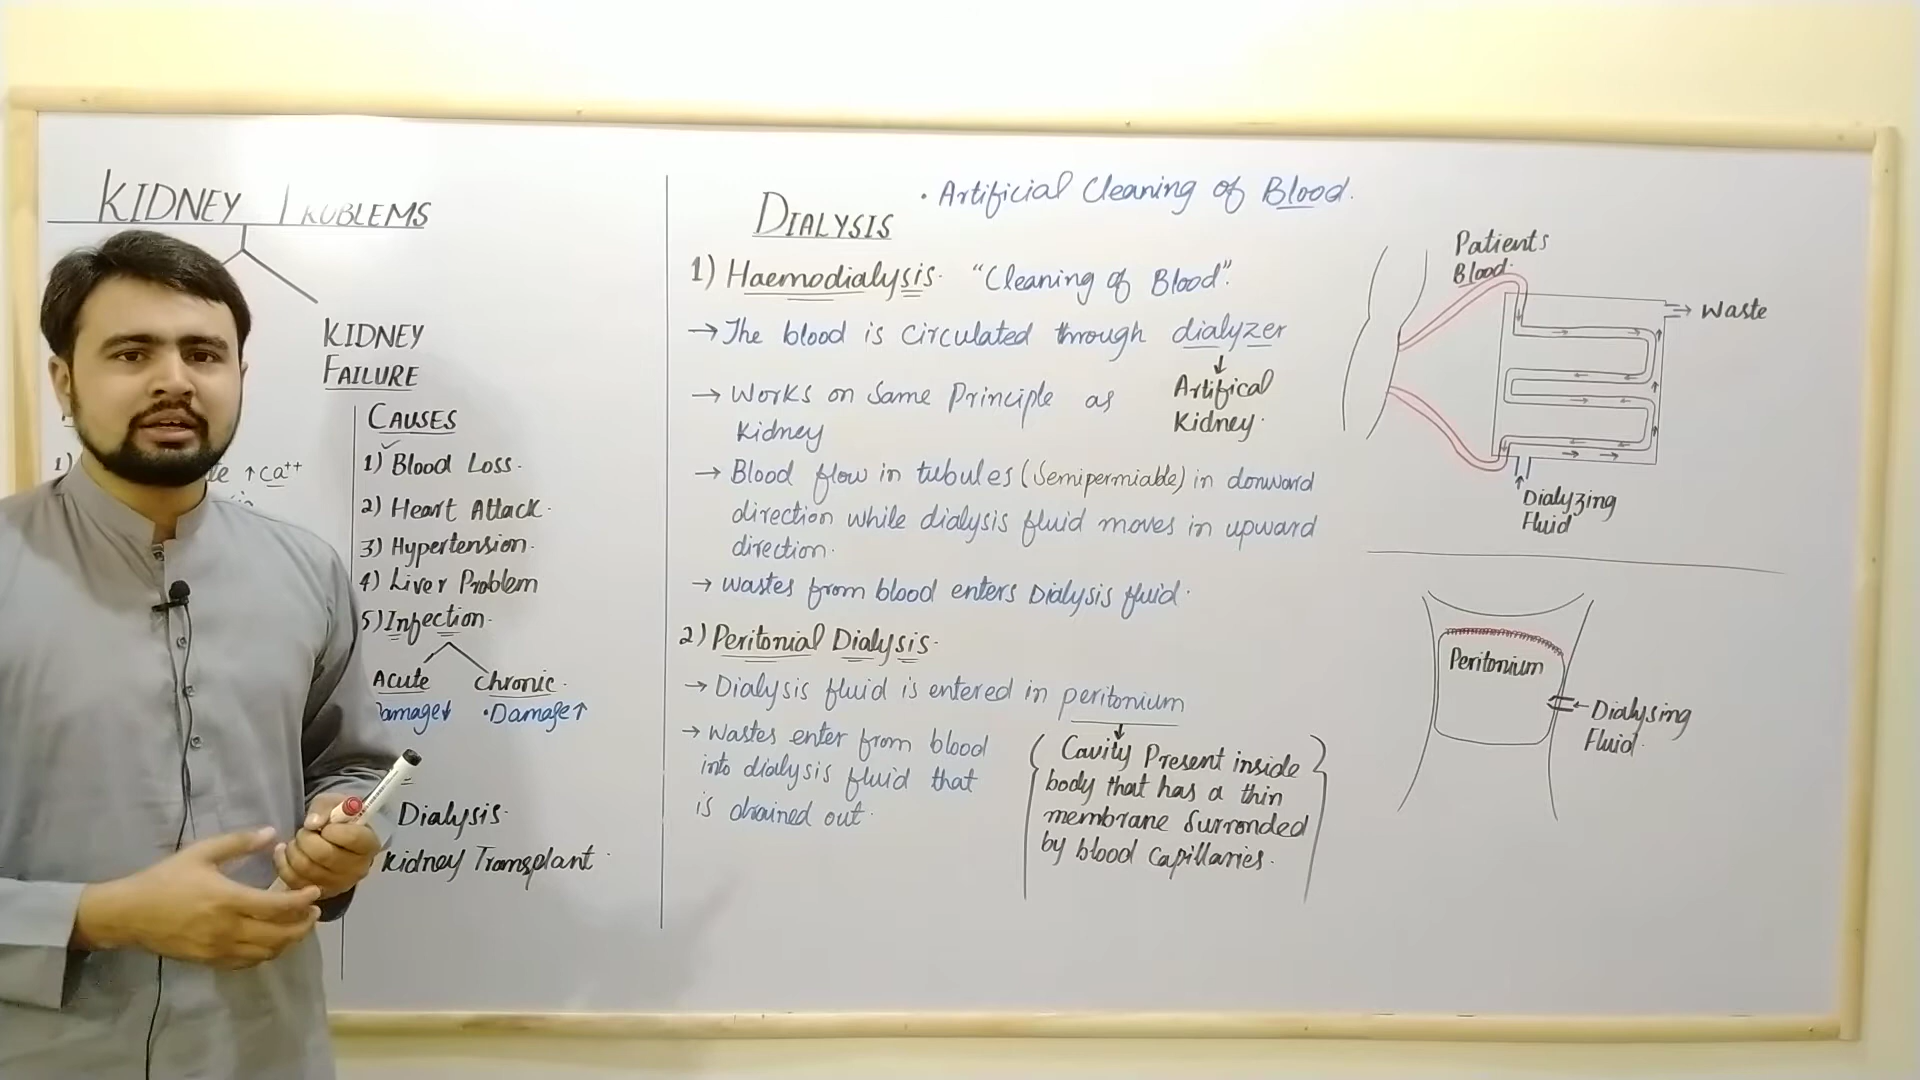 KIDNEY PROBLEMS
KIDNEY
FAILURE
CAUSES
1) Blood Loss.
2) Heart Attack.
3) Hypertension.
4) Liver Problem
5) Infection.
Acute chronic.
Damage↓ •Damage↑
Dialysis.
Kidney Transplant.
1)
↑Ca++
• Artificial Cleaning of Blood.
DIALYSIS
1) Haemodialysis. "Cleaning of Blood".
→ The blood is circulated through dialyzer
↓
Artifical
Kidney.
→ Works on Same Principle as
Kidney
→ Blood flow in tubules (Semipermiable) in donward
direction while dialysis fluid moves in upward
direction.
→ wastes from blood enters Dialysis fluid.
2) Peritonial Dialysis.
→ Dialysis fluid is entered in peritonium
→ Wastes enter from blood
into dialysis fluid that
is drained out.
Cavity Present inside
body that has a thin
membrane Surronded
by blood Capillaries.
Patients
Blood.
→ Waste
Dialyzing
Fluid
Peritonium
Dialysing
Fluid.